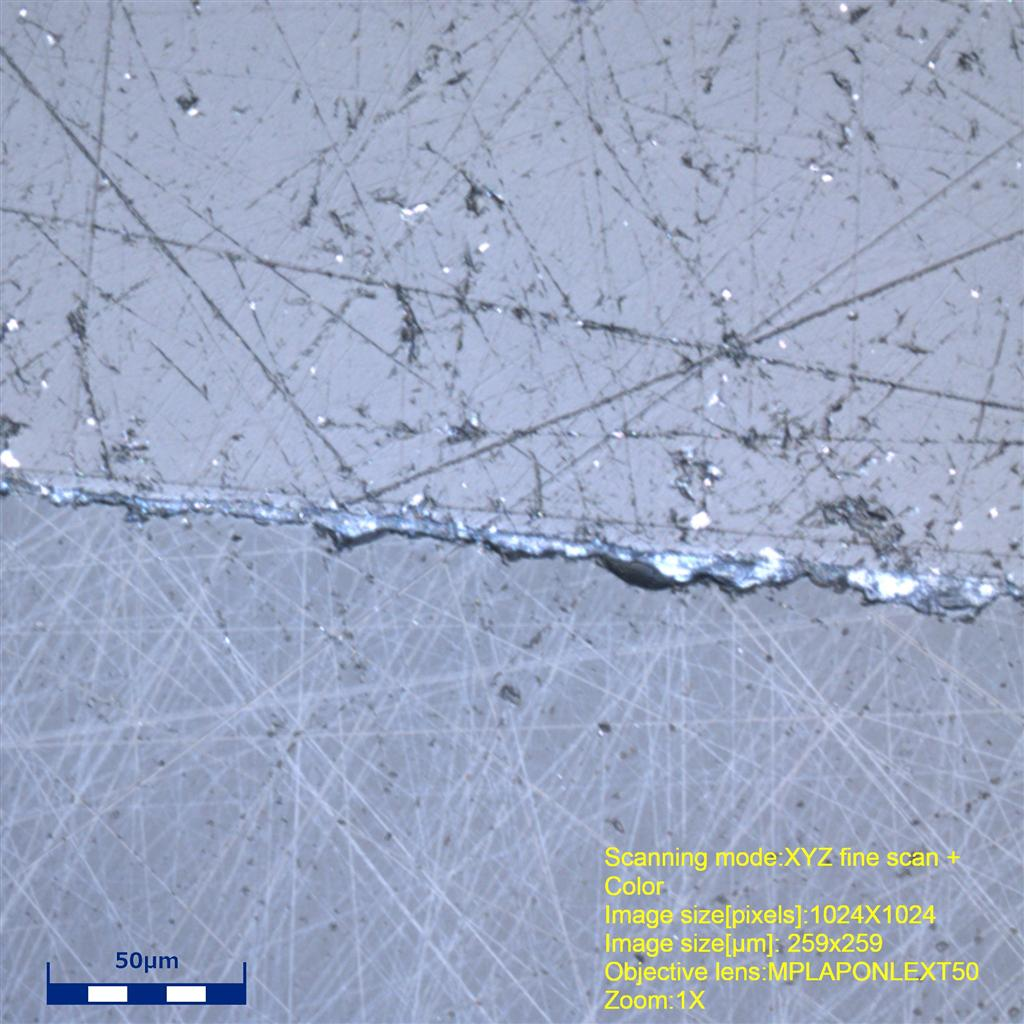 Scanning mode:XYZ fine scan +
Color
Image size[pixels]:1024X1024
Image size[µm]: 259x259
Objective lens:MPLAPONLEXT50
Zoom:1X
50µm